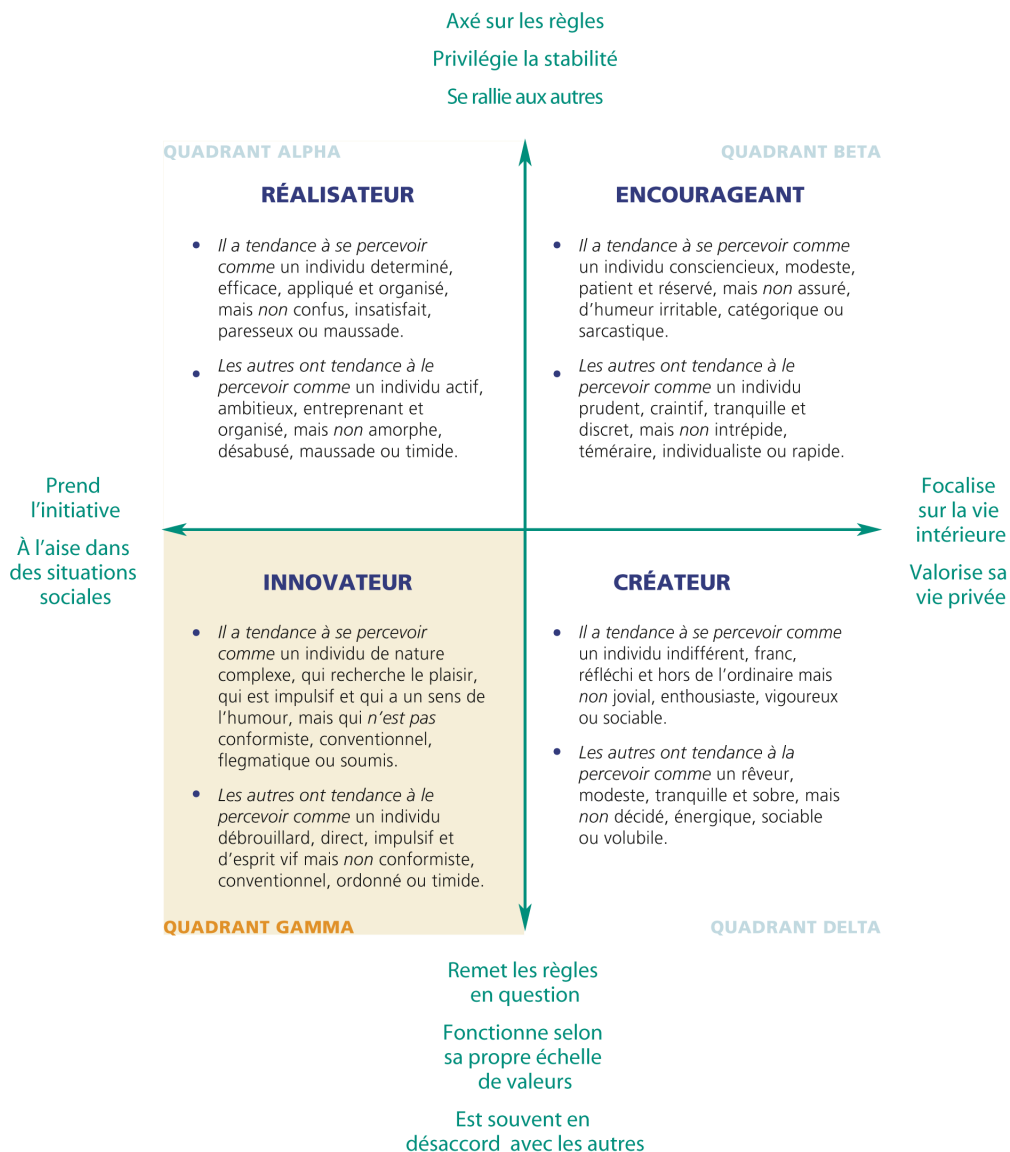 Axé sur les règles
Privilégie la stabilité
Se rallie aux autres
QUADRANT ALPHA
RÉALISATEUR
• Il a tendance à se percevoir
comme un individu determiné,
efficace, appliqué et organisé,
mais non confus, insatisfait,
paresseux ou maussade.
• Les autres ont tendance à le
percevoir comme un individu actif,
ambitieux, entreprenant et
organisé, mais non amorphe,
désabusé, maussade ou timide.
QUADRANT BETA
ENCOURAGEANT
• Il a tendance à se percevoir comme
un individu consciencieux, modeste,
patient et réservé, mais non assuré,
d'humeur irritable, catégorique ou
sarcastique.
• Les autres ont tendance à le
percevoir comme un individu
prudent, craintif, tranquille et
discret, mais non intrépide,
téméraire, individualiste ou rapide.
Prend
l'initiative
À l'aise dans
des situations
sociales
Focalise
sur la vie
intérieure
Valorise sa
vie privée
INNOVATEUR
• Il a tendance à se percevoir
comme un individu de nature
complexe, qui recherche le plaisir,
qui est impulsif et qui a un sens de
l'humour, mais qui n'est pas
conformiste, conventionnel,
flegmatique ou soumis.
• Les autres ont tendance à le
percevoir comme un individu
débrouillard, direct, impulsif et
d'esprit vif mais non conformiste,
conventionnel, ordonné ou timide.
QUADRANT GAMMA
CRÉATEUR
• Il a tendance à se percevoir comme
un individu indifférent, franc,
réfléchi et hors de l'ordinaire mais
non jovial, enthousiaste, vigoureux
ou sociable.
• Les autres ont tendance à la
percevoir comme un rêveur,
modeste, tranquille et sobre, mais
non décidé, énergique, sociable
ou volubile.
QUADRANT DELTA
Remet les règles
en question
Fonctionne selon
sa propre échelle
de valeurs
Est souvent en
désaccord avec les autres